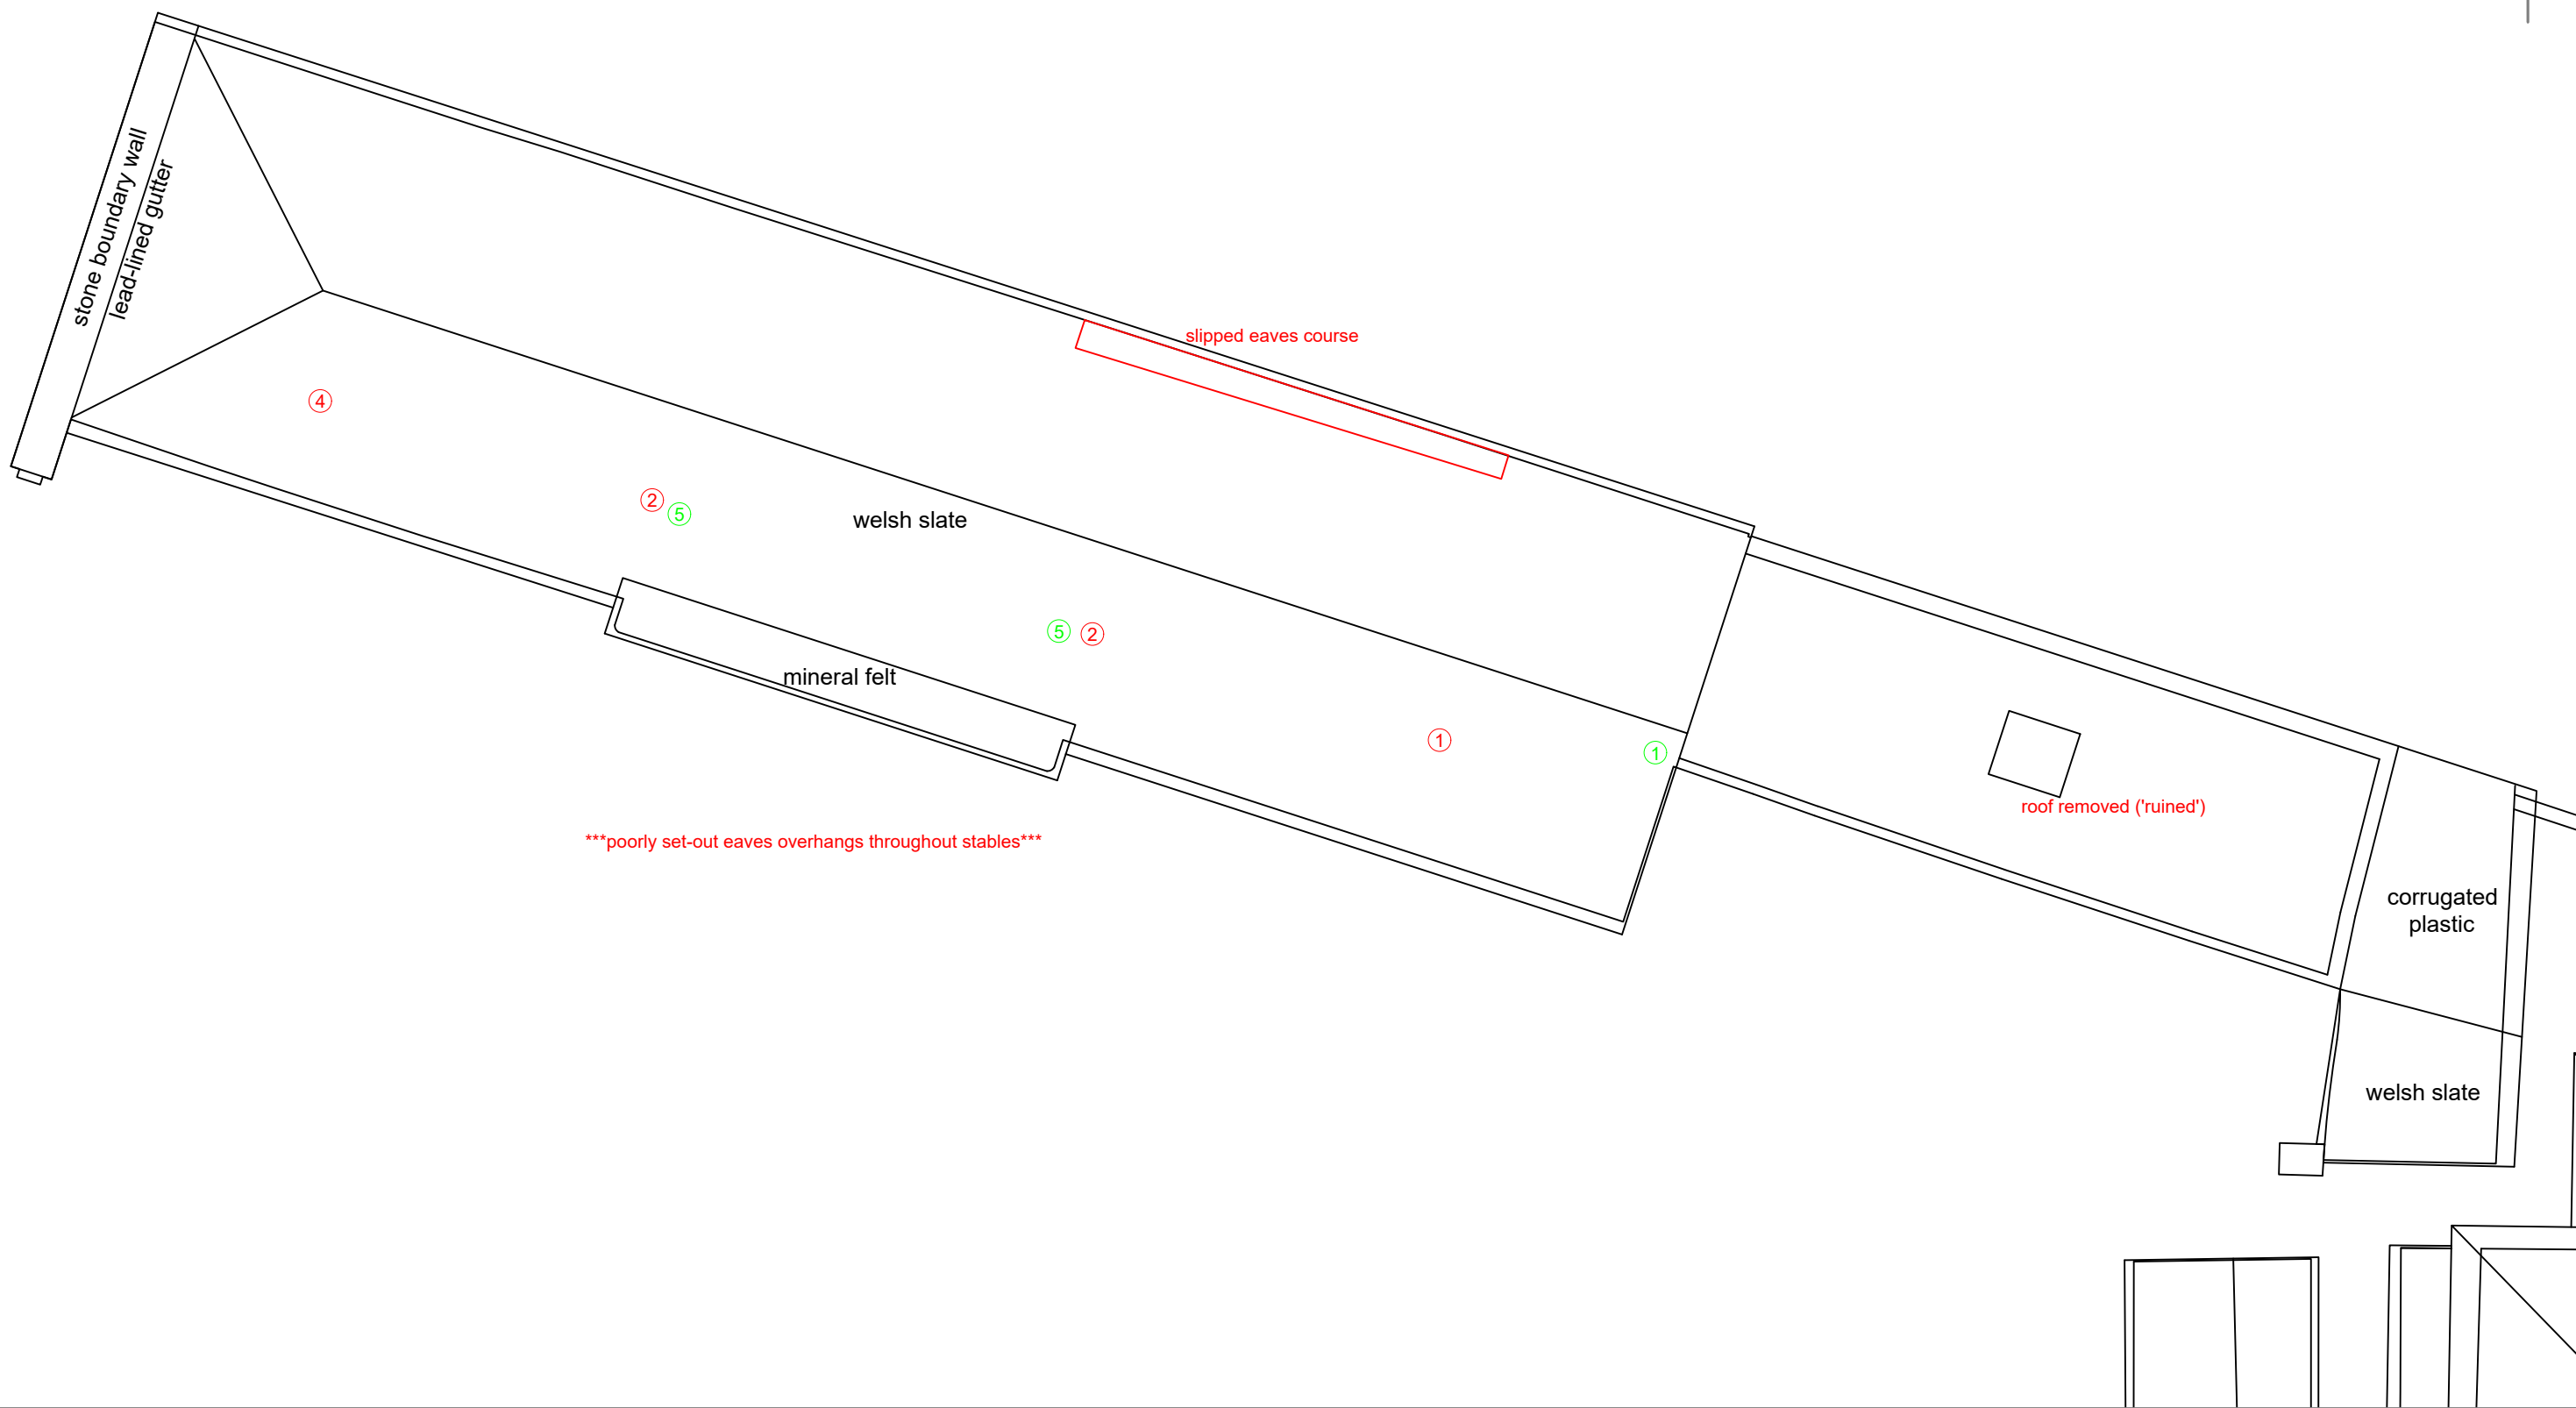 stone boundary wall
lead-lined gutter
slipped eaves course
4
2
5
welsh slate
5
2
mineral felt
1
1
roof removed ('ruined')
***poorly set-out eaves overhangs throughout stables***
corrugated
plastic
welsh slate